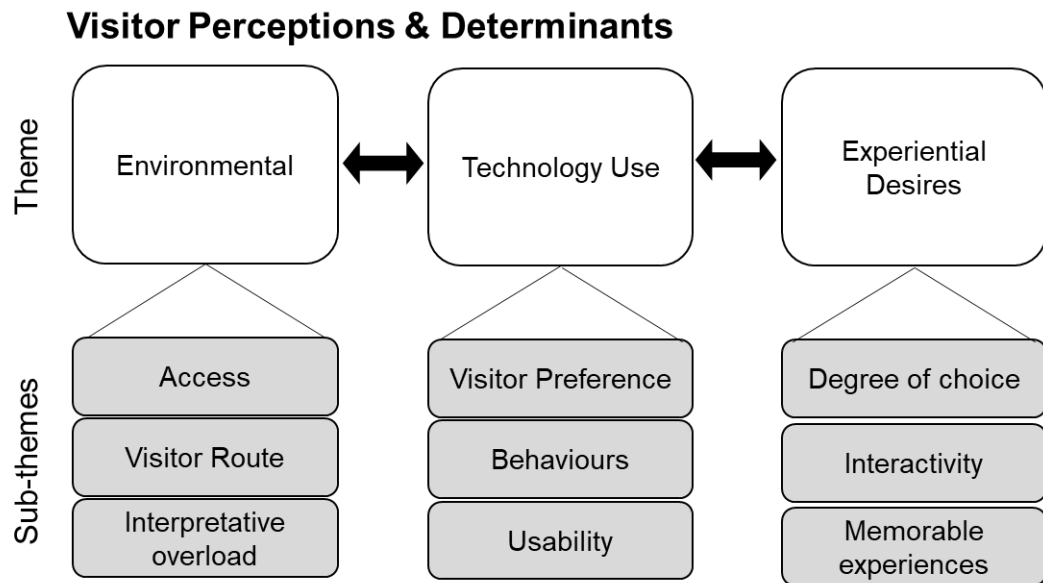 Visitor Perceptions & Determinants
Theme
Environmental
Technology Use
Experiential
Desires
Sub-themes
Access
Visitor Route
Interpretative
overload
Visitor Preference
Behaviours
Usability
Degree of choice
Interactivity
Memorable
experiences